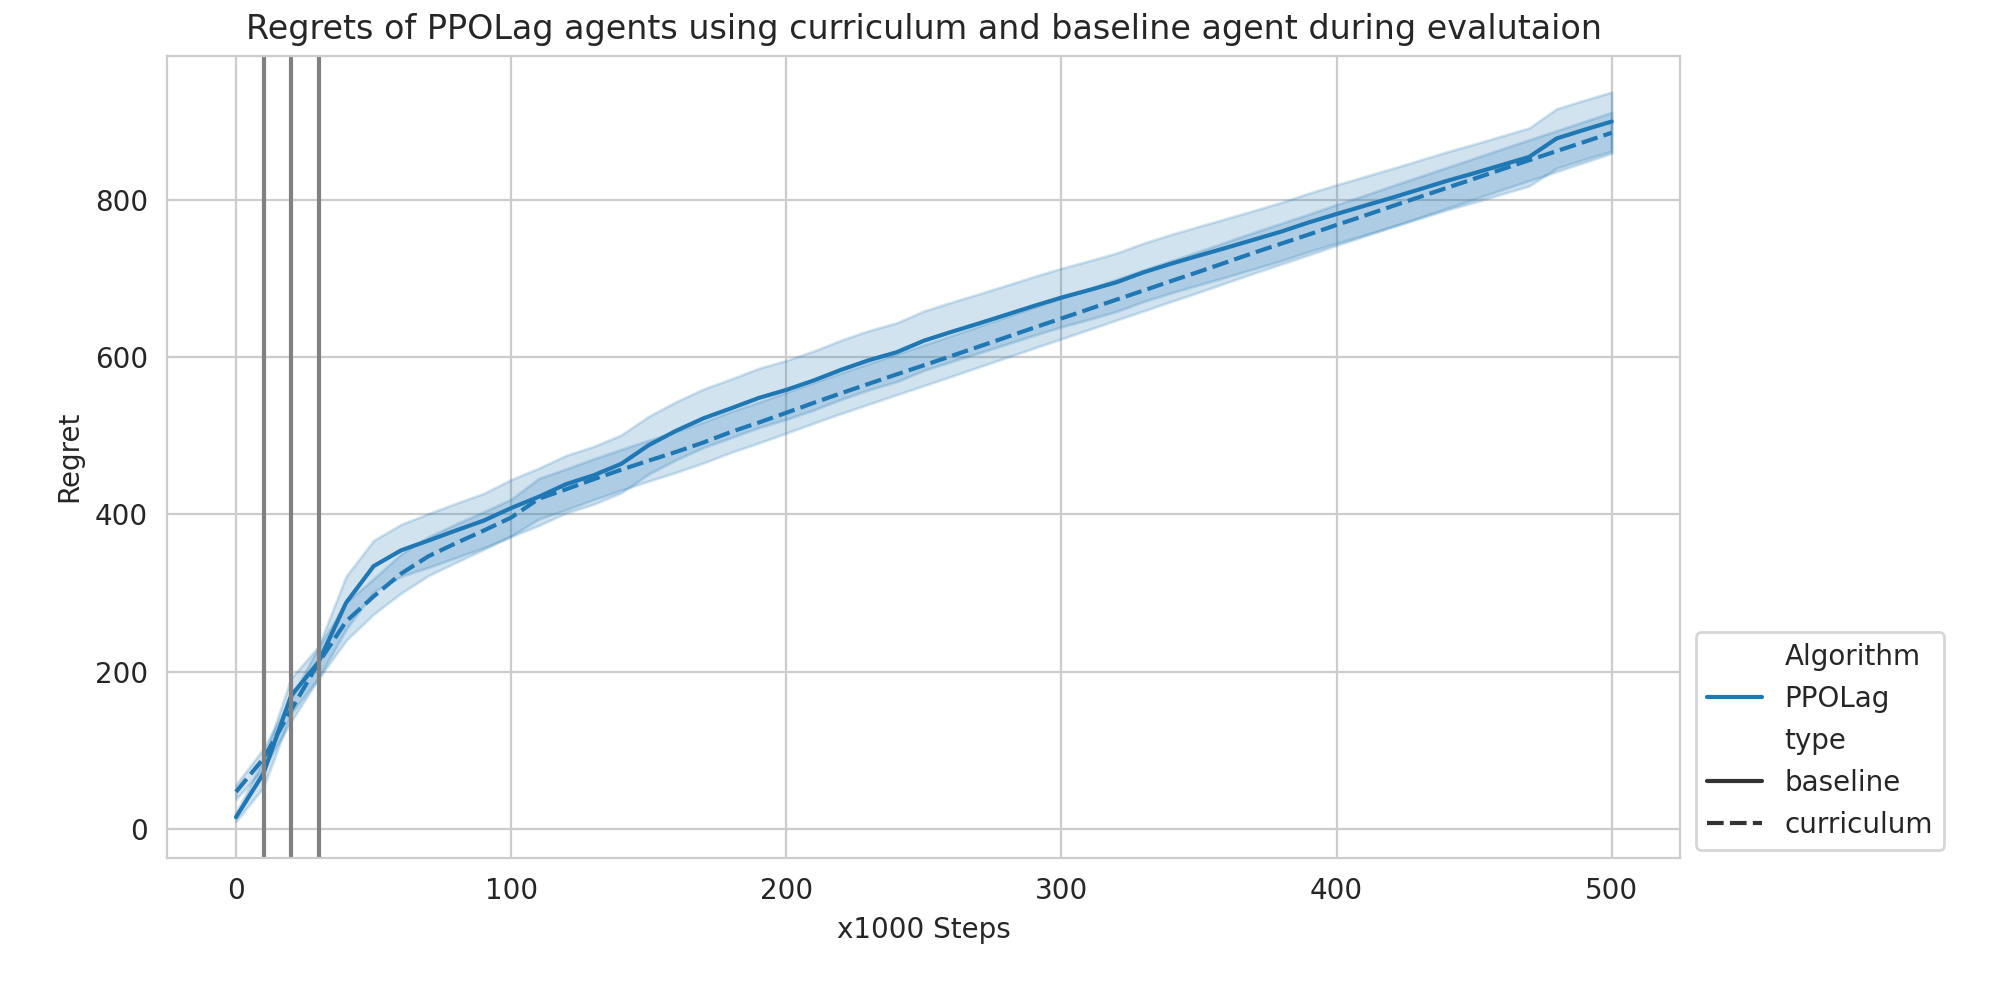 Regrets of PPOLag agents using curriculum and baseline agent during evalutaion
Regret
800
600
400
200
0
0 100 200 300 400 500
x1000 Steps
Algorithm
PPOLag
type
baseline
curriculum